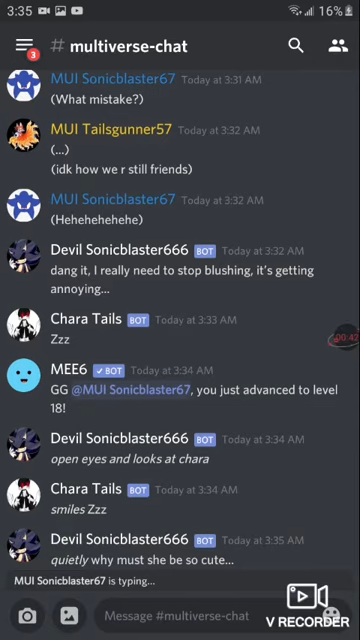 3:35 16%
3 # multiverse-chat
MUI Sonicblaster67 Today at 3:31 AM
(What mistake?)
MUI Tailsgunner57 Today at 3:32 AM
(...)
(idk how we r still friends)
MUI Sonicblaster67 Today at 3:32 AM
(Hehehehehehe)
Devil Sonicblaster666 BOT Today at 3:32 AM
dang it, I really need to stop blushing, it's getting
annoying...
Chara Tails BOT Today at 3:33 AM
Zzz
00:42
MEE6 ✓BOT Today at 3:34 AM
GG @MUI Sonicblaster67, you just advanced to level
18!
Devil Sonicblaster666 BOT Today at 3:34 AM
open eyes and looks at chara
Chara Tails BOT Today at 3:34 AM
smiles Zzz
Devil Sonicblaster666 BOT Today at 3:35 AM
quietly why must she be so cute...
MUI Sonicblaster67 is typing...
Message #multiverse-chat
V RECORDER